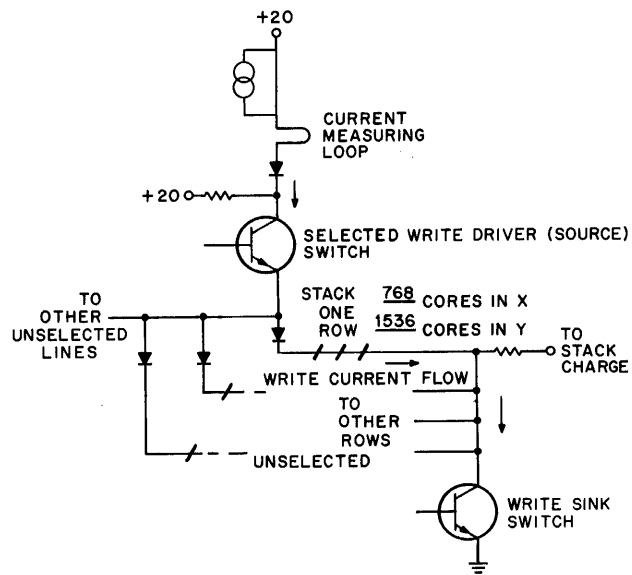 +20
CURRENT
MEASURING
LOOP
+20
SELECTED WRITE DRIVER (SOURCE)
SWITCH
TO
OTHER
UNSELECTED
LINES
STACK
ONE
ROW
768 CORES IN X
1536 CORES IN Y
TO
STACK
CHARGE
WRITE CURRENT FLOW
TO
OTHER
ROWS
UNSELECTED
WRITE SINK
SWITCH